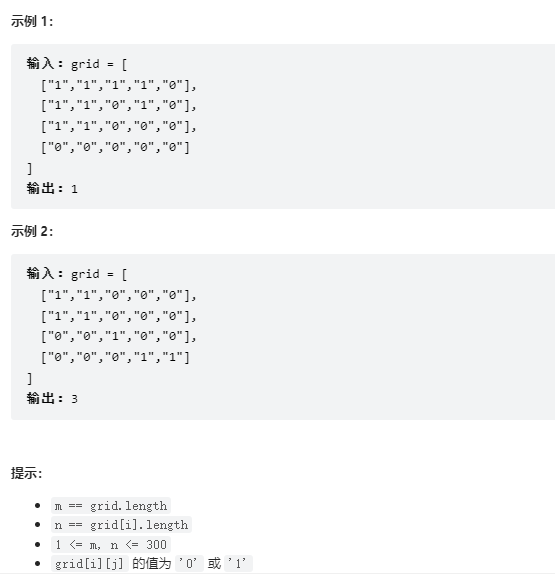 示例 1：
输入：grid = [
["1","1","1","1","0"],
["1","1","0","1","0"],
["1","1","0","0","0"],
["0","0","0","0","0"]
]
输出：1
示例 2：
输入：grid = [
["1","1","0","0","0"],
["1","1","0","0","0"],
["0","0","1","0","0"],
["0","0","0","1","1"]
]
输出：3
提示：
m == grid.length
n == grid[i].length
1 <= m, n <= 300
grid[i][j] 的值为 '0' 或 '1'